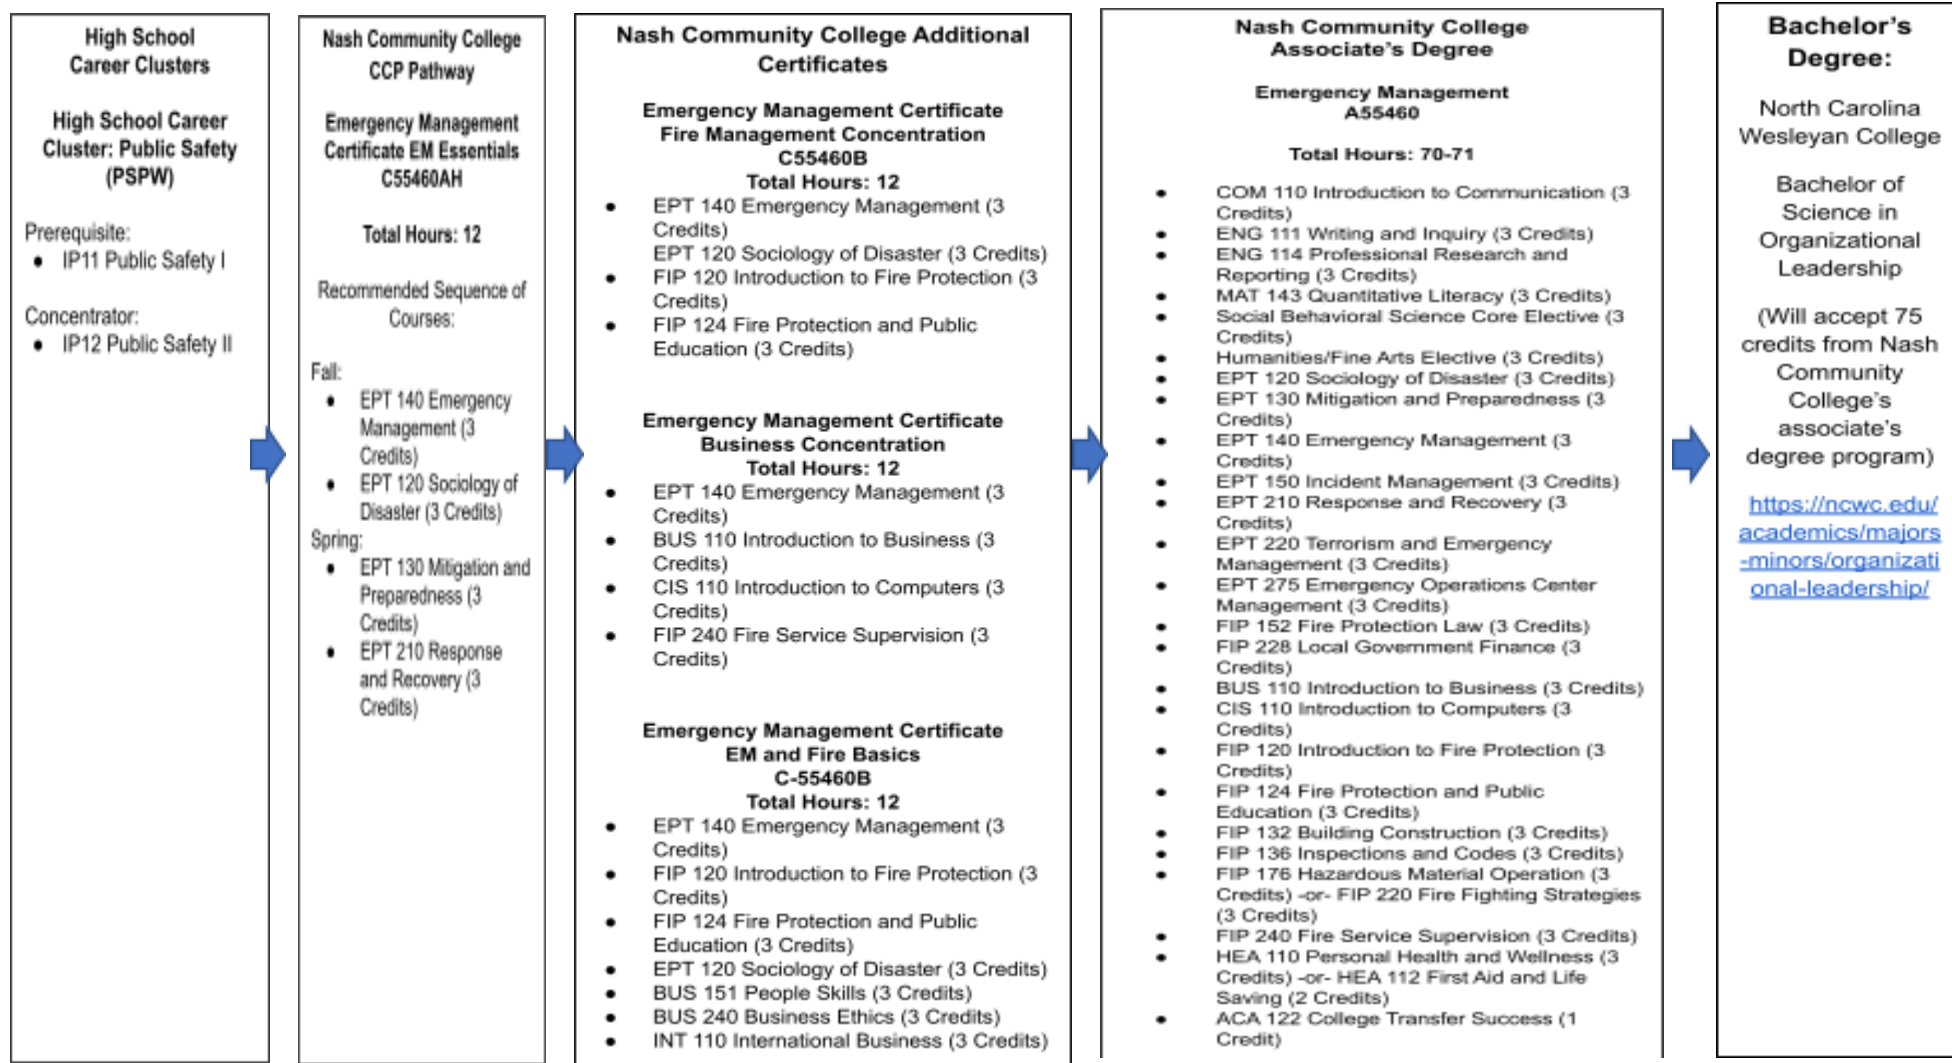 High School
Career Clusters
High School Career
Cluster: Public Safety
(PSPW)
Prerequisite:
● IP11 Public Safety I
Concentrator:
● IP12 Public Safety II
Nash Community College
CCP Pathway
Emergency Management
Certificate EM Essentials
C55460AH
Total Hours: 12
Recommended Sequence of
Courses:
Fall:
● EPT 140 Emergency
Management (3
Credits)
● EPT 120 Sociology of
Disaster (3 Credits)
Spring:
● EPT 130 Mitigation and
Preparedness (3
Credits)
● EPT 210 Response
and Recovery (3
Credits)
Nash Community College Additional
Certificates
Emergency Management Certificate
Fire Management Concentration
C55460B
Total Hours: 12
● EPT 140 Emergency Management (3
Credits)
EPT 120 Sociology of Disaster (3 Credits)
● FIP 120 Introduction to Fire Protection (3
Credits)
● FIP 124 Fire Protection and Public
Education (3 Credits)
Emergency Management Certificate
Business Concentration
Total Hours: 12
● EPT 140 Emergency Management (3
Credits)
● BUS 110 Introduction to Business (3
Credits)
● CIS 110 Introduction to Computers (3
Credits)
● FIP 240 Fire Service Supervision (3
Credits)
Emergency Management Certificate
EM and Fire Basics
C-55460B
Total Hours: 12
● EPT 140 Emergency Management (3
Credits)
● FIP 120 Introduction to Fire Protection (3
Credits)
● FIP 124 Fire Protection and Public
Education (3 Credits)
● EPT 120 Sociology of Disaster (3 Credits)
● BUS 151 People Skills (3 Credits)
● BUS 240 Business Ethics (3 Credits)
● INT 110 International Business (3 Credits)
Nash Community College
Associate's Degree
Emergency Management
A55460
Total Hours: 70-71
● COM 110 Introduction to Communication (3
Credits)
● ENG 111 Writing and Inquiry (3 Credits)
● ENG 114 Professional Research and
Reporting (3 Credits)
● MAT 143 Quantitative Literacy (3 Credits)
● Social Behavioral Science Core Elective (3
Credits)
● Humanities/Fine Arts Elective (3 Credits)
● EPT 120 Sociology of Disaster (3 Credits)
● EPT 130 Mitigation and Preparedness (3
Credits)
● EPT 140 Emergency Management (3
Credits)
● EPT 150 Incident Management (3 Credits)
● EPT 210 Response and Recovery (3
Credits)
● EPT 220 Terrorism and Emergency
Management (3 Credits)
● EPT 275 Emergency Operations Center
Management (3 Credits)
● FIP 152 Fire Protection Law (3 Credits)
● FIP 228 Local Government Finance (3
Credits)
● BUS 110 Introduction to Business (3 Credits)
● CIS 110 Introduction to Computers (3
Credits)
● FIP 120 Introduction to Fire Protection (3
Credits)
● FIP 124 Fire Protection and Public
Education (3 Credits)
● FIP 132 Building Construction (3 Credits)
● FIP 136 Inspections and Codes (3 Credits)
● FIP 176 Hazardous Material Operation (3
Credits) -or- FIP 220 Fire Fighting Strategies
(3 Credits)
● FIP 240 Fire Service Supervision (3 Credits)
● HEA 110 Personal Health and Wellness (3
Credits) -or- HEA 112 First Aid and Life
Saving (2 Credits)
● ACA 122 College Transfer Success (1
Credit)
Bachelor's
Degree:
North Carolina
Wesleyan College
Bachelor of
Science in
Organizational
Leadership
(Will accept 75
credits from Nash
Community
College's
associate's
degree program)
https://ncwc.edu/
academics/majors
-minors/organizati
onal-leadership/